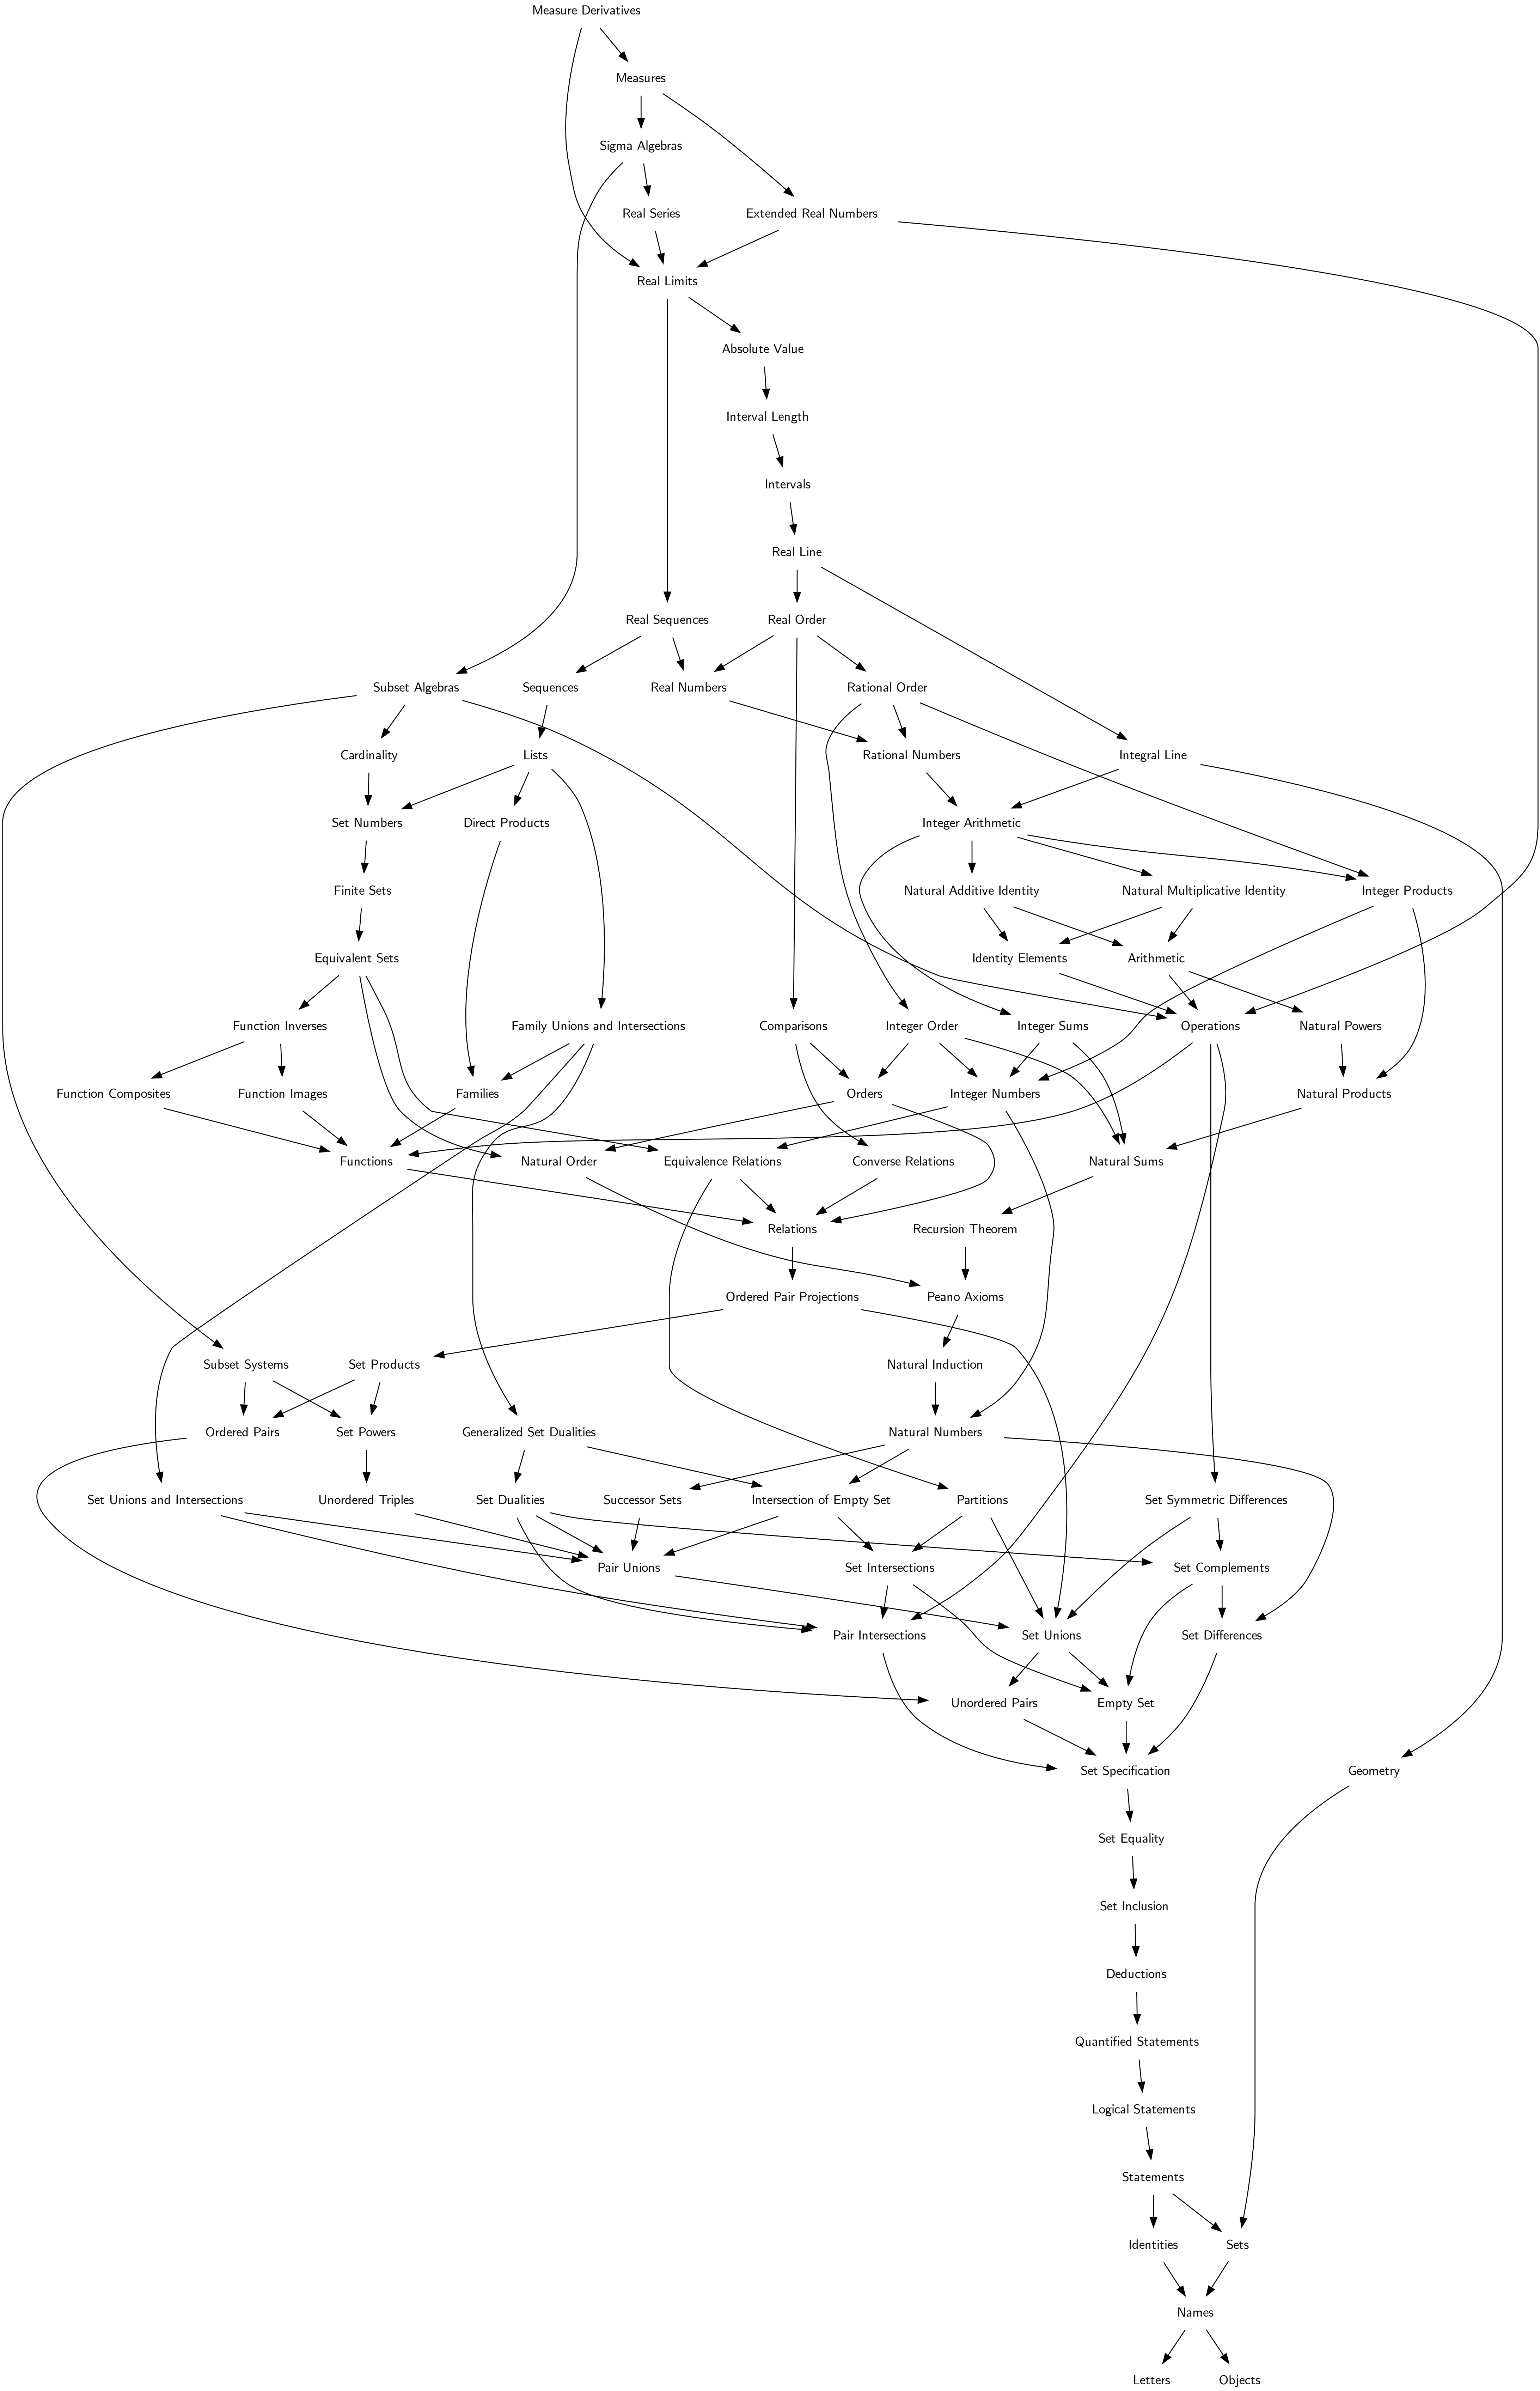 Measure Derivatives
Measures
Sigma Algebras
Real Series
Extended Real Numbers
Real Limits
Absolute Value
Interval Length
Intervals
Real Line
Real Sequences
Real Order
Subset Algebras
Sequences
Real Numbers
Rational Order
Cardinality
Lists
Rational Numbers
Integral Line
Set Numbers
Direct Products
Integer Arithmetic
Finite Sets
Natural Additive Identity
Natural Multiplicative Identity
Integer Products
Equivalent Sets
Identity Elements
Arithmetic
Function Inverses
Family Unions and Intersections
Comparisons
Integer Order
Integer Sums
Operations
Natural Powers
Function Composites
Function Images
Families
Orders
Integer Numbers
Natural Products
Functions
Natural Order
Equivalence Relations
Converse Relations
Natural Sums
Relations
Recursion Theorem
Ordered Pair Projections
Peano Axioms
Subset Systems
Set Products
Natural Induction
Ordered Pairs
Set Powers
Generalized Set Dualities
Natural Numbers
Set Unions and Intersections
Unordered Triples
Set Dualities
Successor Sets
Intersection of Empty Set
Partitions
Set Symmetric Differences
Pair Unions
Set Intersections
Set Complements
Pair Intersections
Set Unions
Set Differences
Unordered Pairs
Empty Set
Set Specification
Geometry
Set Equality
Set Inclusion
Deductions
Quantified Statements
Logical Statements
Statements
Identities
Sets
Names
Letters
Objects